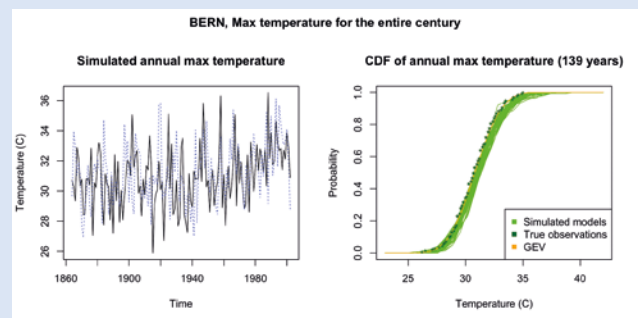 BERN, Max temperature for the entire century
Simulated annual max temperature
Temperature (C)
36
34
32
30
28
26
1860
1900
1940
1980
Time
CDF of annual max temperature (139 years)
Probability
1.0
0.8
0.6
0.4
0.2
0.0
Simulated models
True observations
GEV
25
30
35
40
Temperature (C)